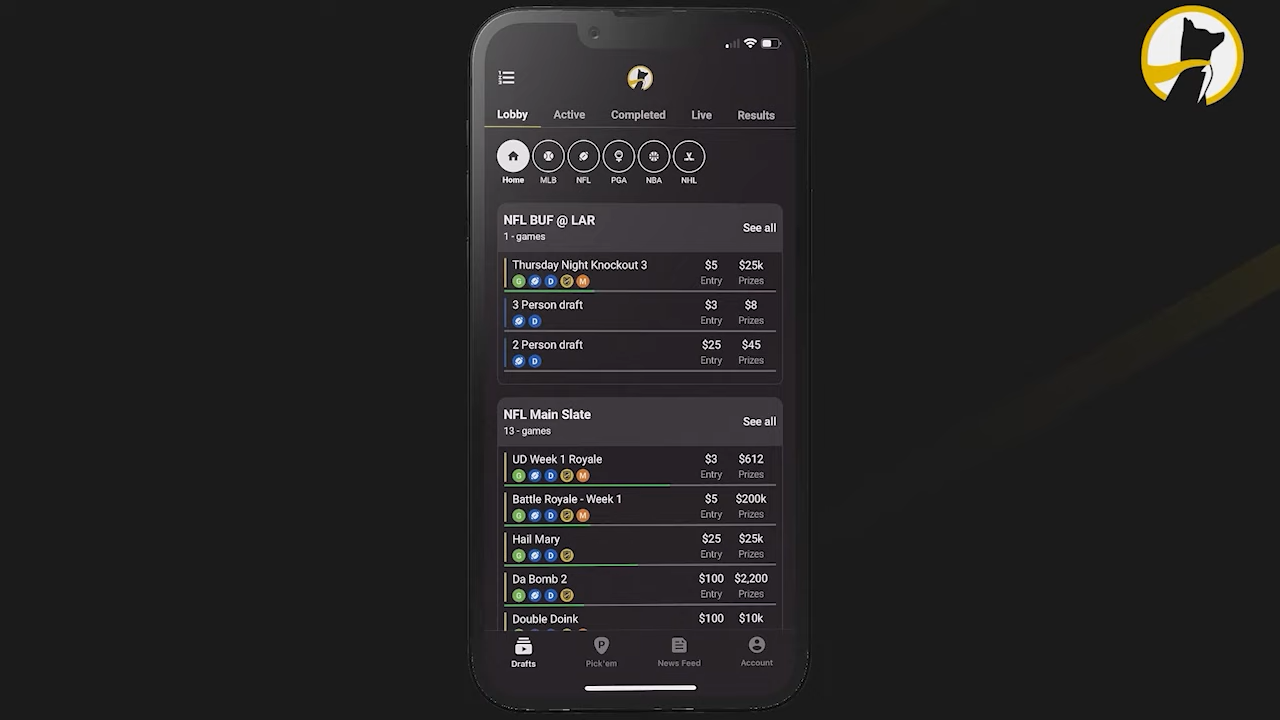 Lobby Active Completed Live Results
Home MLB NFL PGA NBA NHL
NFL BUF @ LAR
1 - games
See all
Thursday Night Knockout 3 $5 $25k
G D M Entry Prizes
3 Person draft $3 $8
D Entry Prizes
2 Person draft $25 $45
D Entry Prizes
NFL Main Slate
13 - games
See all
UD Week 1 Royale $3 $612
G D M Entry Prizes
Battle Royale - Week 1 $5 $200k
G D M Entry Prizes
Hail Mary $25 $25k
G D Entry Prizes
Da Bomb 2 $100 $2,200
G D Entry Prizes
Double Doink $100 $10k
P
Drafts Pick'em News Feed Account